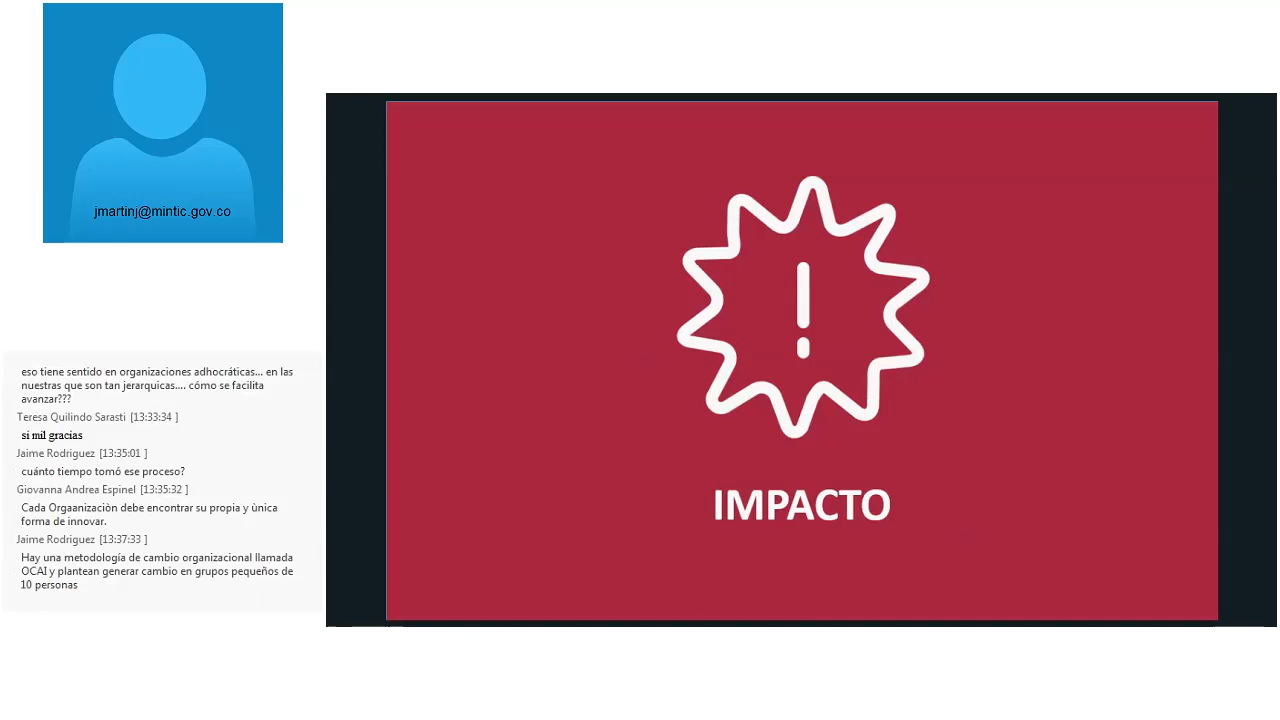 jmartinj@mintic.gov.co
eso tiene sentido en organizaciones adhocráticas... en las
nuestras que son tan jerarquicas.... cómo se facilita
avanzar???
Teresa Quilindo Sarasti [13:33:34 ]
si mil gracias
Jaime Rodriguez [13:35:01 ]
cuánto tiempo tomó ese proceso?
Giovanna Andrea Espinel [13:35:32 ]
Cada Orgaanizaciòn debe encontrar su propia y ùnica
forma de innovar.
Jaime Rodriguez [13:37:33 ]
Hay una metodología de cambio organizacional llamada
OCAI y plantean generar cambio en grupos pequeños de
10 personas
!
IMPACTO